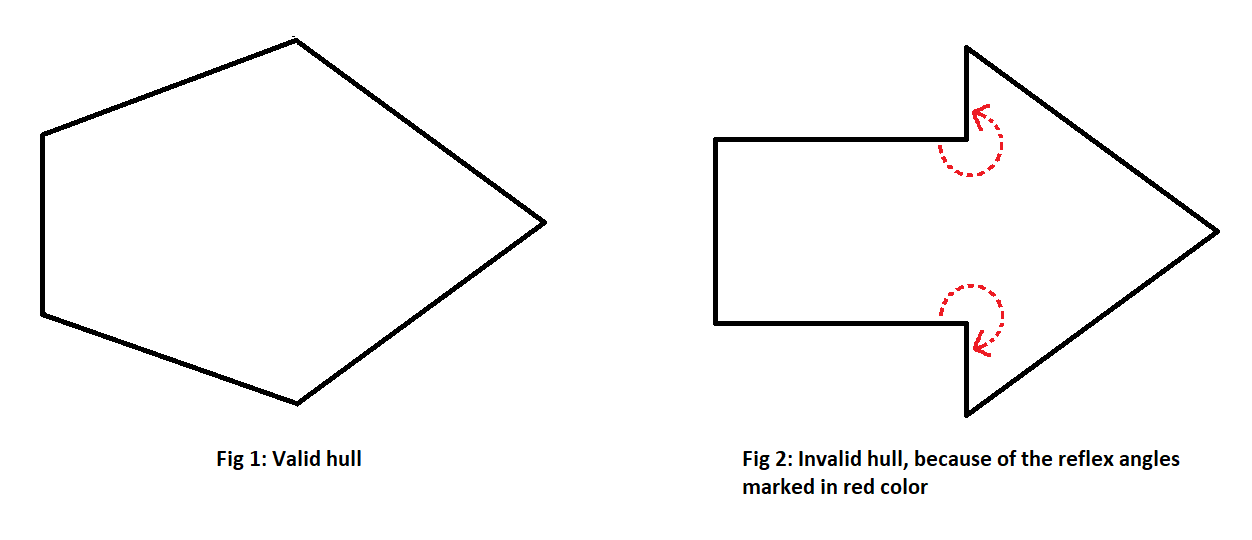 Fig 1: Valid hull
Fig 2: Invalid hull, because of the reflex angles
marked in red color